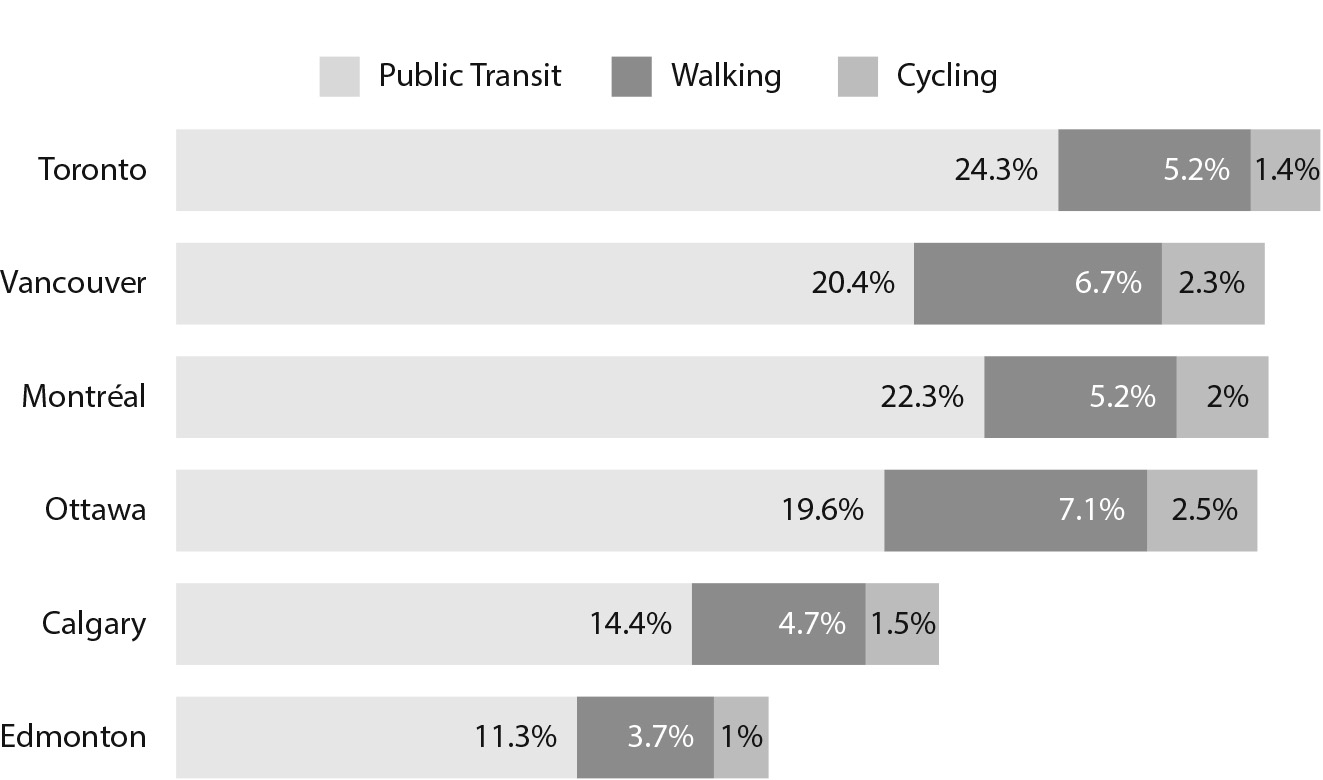 Public Transit Walking Cycling
Toronto 24.3% 5.2% 1.4%
Vancouver 20.4% 6.7% 2.3%
Montréal 22.3% 5.2% 2%
Ottawa 19.6% 7.1% 2.5%
Calgary 14.4% 4.7% 1.5%
Edmonton 11.3% 3.7% 1%